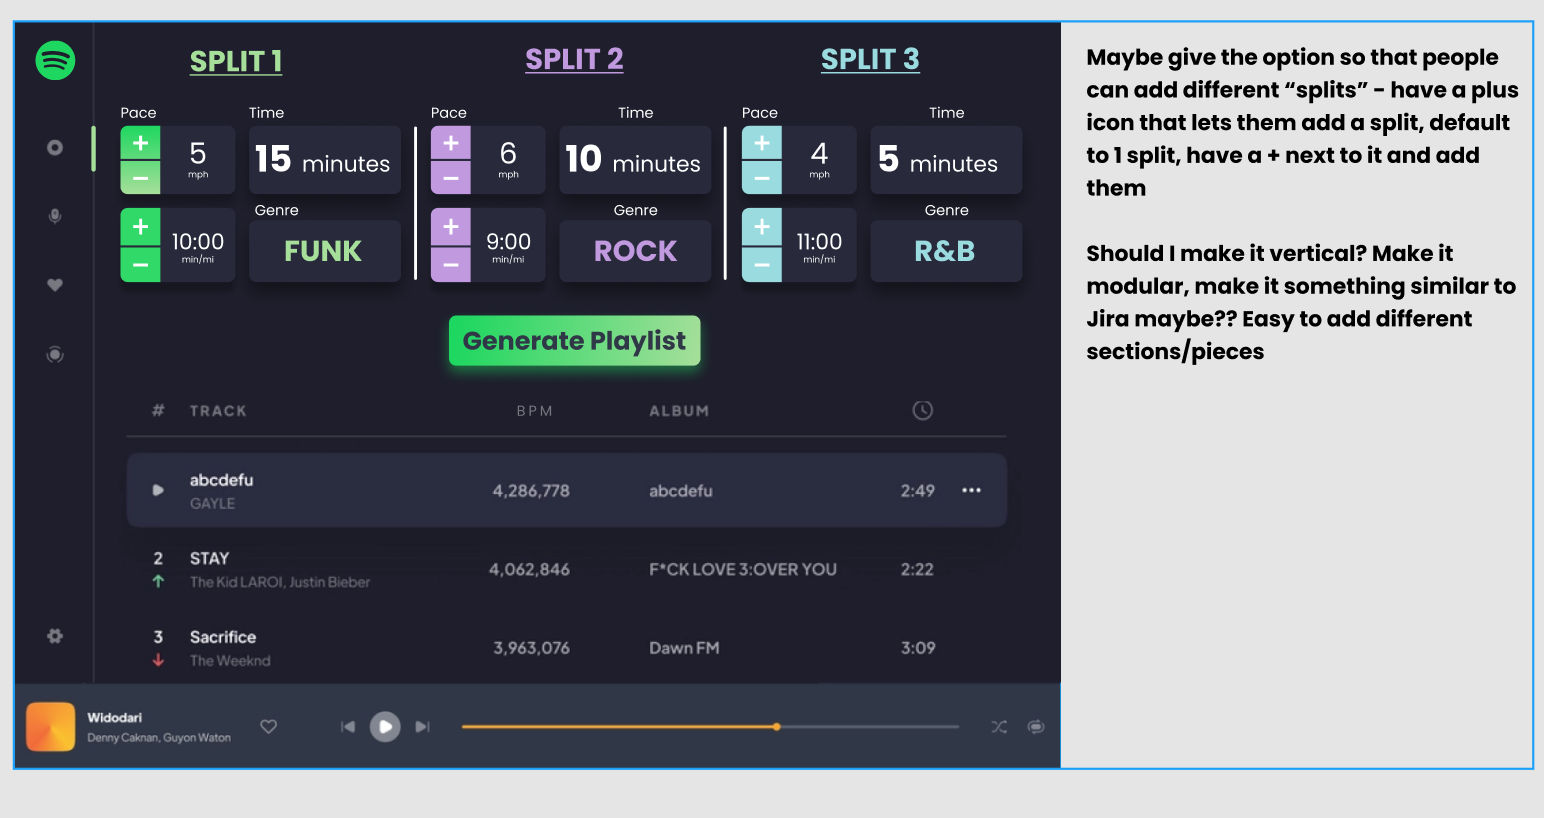 SPLIT 1
SPLIT 2
SPLIT 3
Pace
Time
Pace
Time
Pace
Time
+
5
mph
−
15 minutes
+
6
mph
−
10 minutes
+
4
mph
−
5 minutes
Genre
Genre
Genre
+
10:00
min/mi
−
FUNK
+
9:00
min/mi
−
ROCK
+
11:00
min/mi
−
R&B
Generate Playlist
# TRACK BPM ALBUM
abcdefu
GAYLE
4,286,778 abcdefu 2:49 •••
2 STAY
The Kid LAROI, Justin Bieber
4,062,846 F*CK LOVE 3:OVER YOU 2:22
3 Sacrifice
The Weeknd
3,963,076 Dawn FM 3:09
Widodari
Denny Caknan, Guyon Waton
Maybe give the option so that people
can add different “splits” - have a plus
icon that lets them add a split, default
to 1 split, have a + next to it and add
them
Should I make it vertical? Make it
modular, make it something similar to
Jira maybe?? Easy to add different
sections/pieces